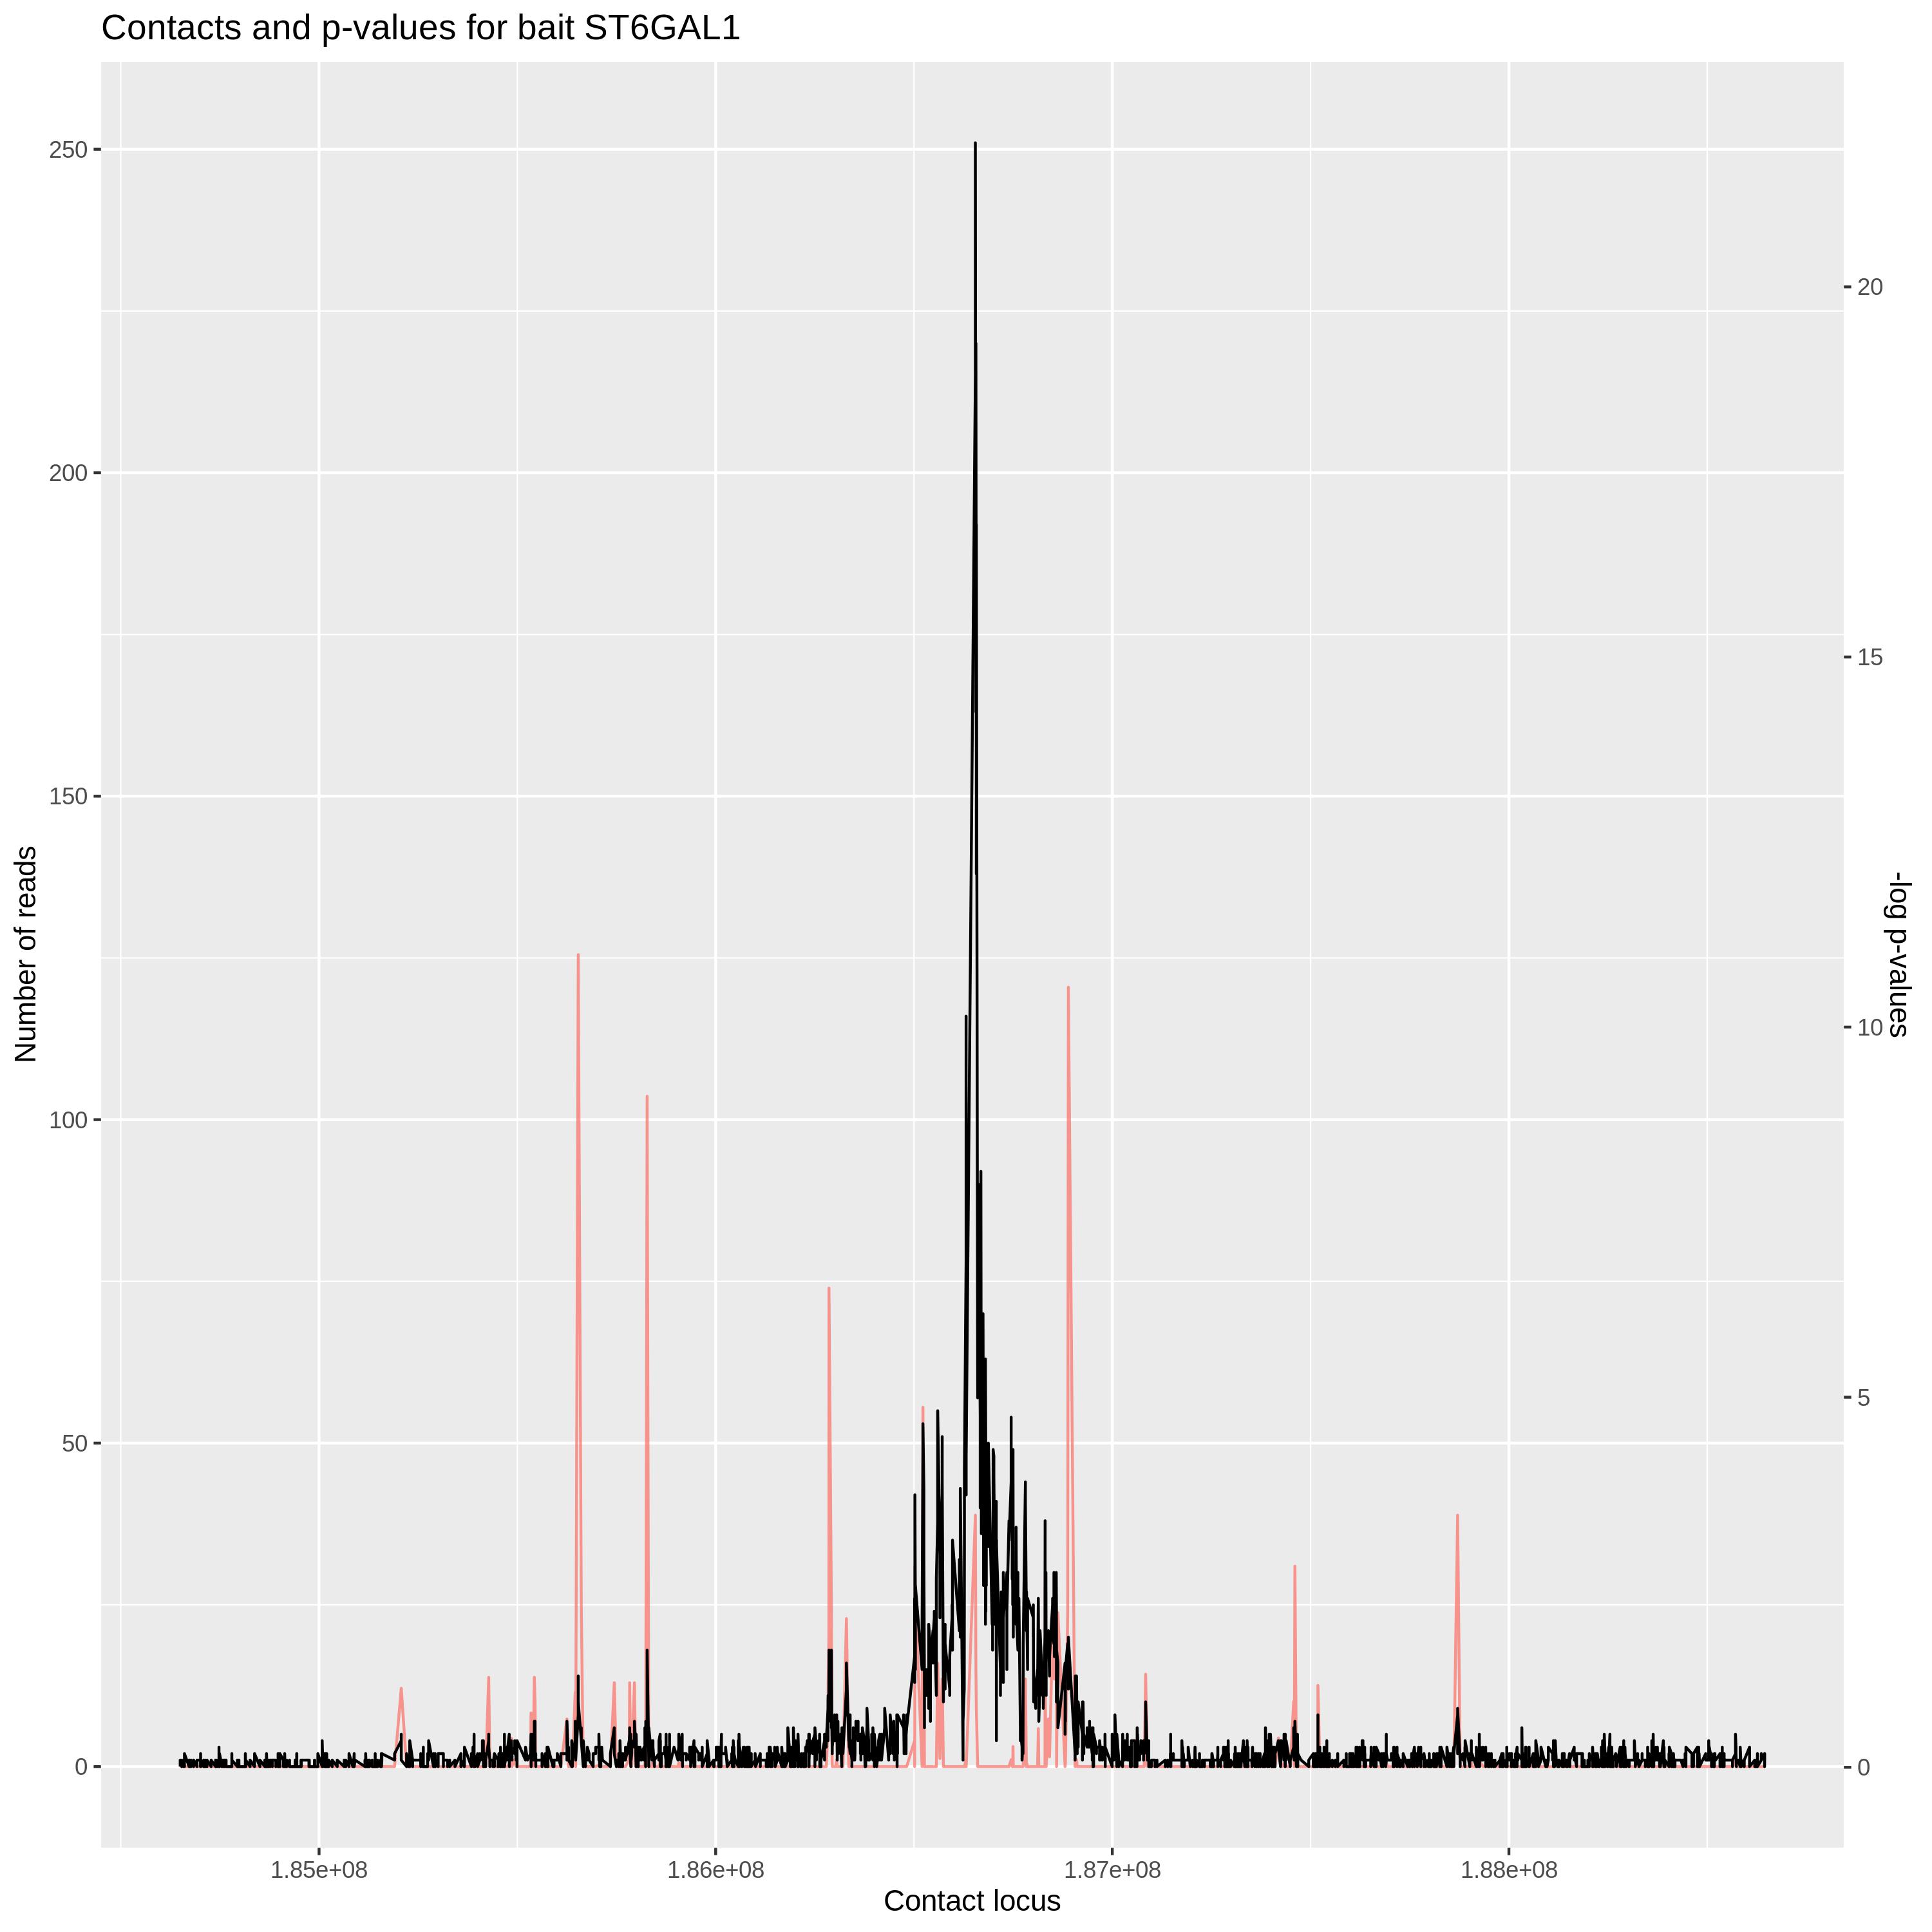 Contacts and p-values for bait ST6GAL1
250
200
150
100
50
0
Number of reads
20
15
10
5
0
-log p-values
1.85e+08
1.86e+08
1.87e+08
1.88e+08
Contact locus